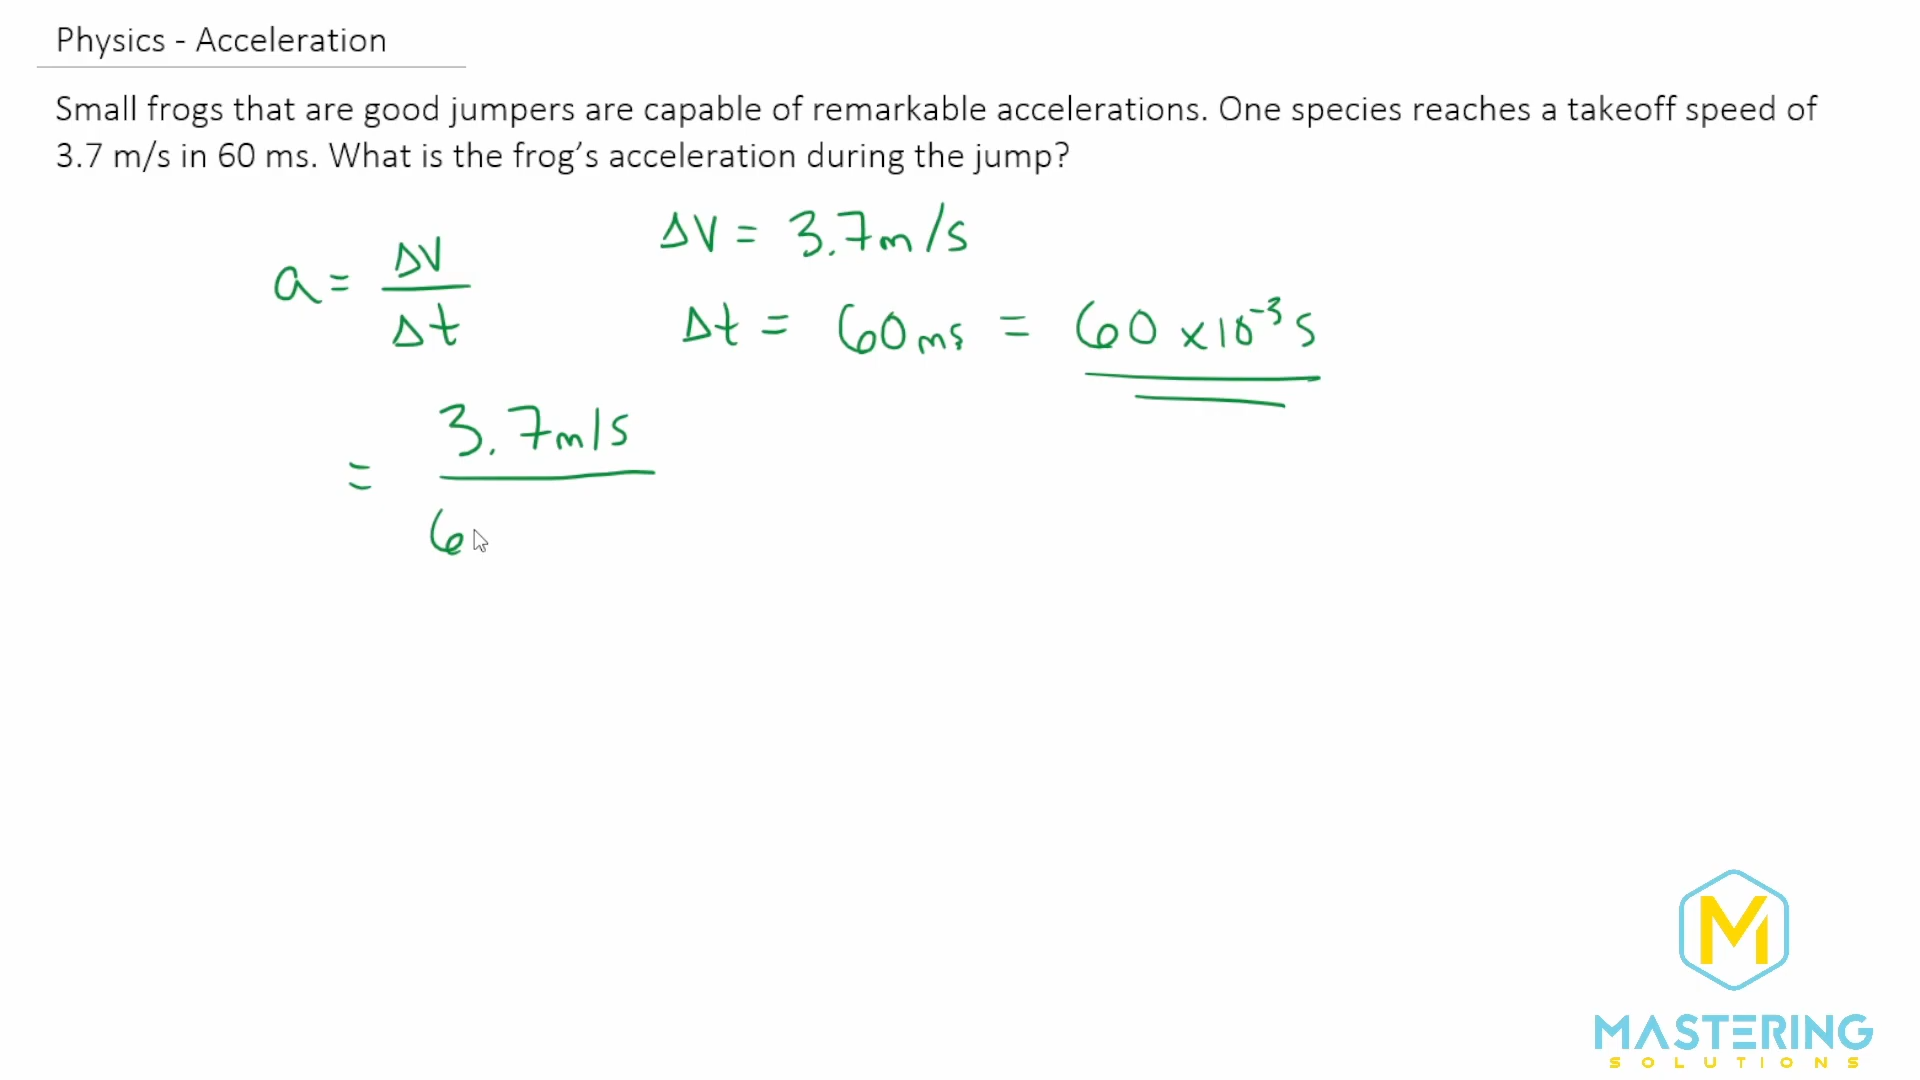 Physics - Acceleration
Small frogs that are good jumpers are capable of remarkable accelerations. One species reaches a takeoff speed of
3.7 m/s in 60 ms. What is the frog’s acceleration during the jump?
a = ΔV / Δt
ΔV = 3.7m/s
Δt = 60ms = 60 x10⁻³ s
= 3.7m/s / 6
MASTERING
SOLUTIONS